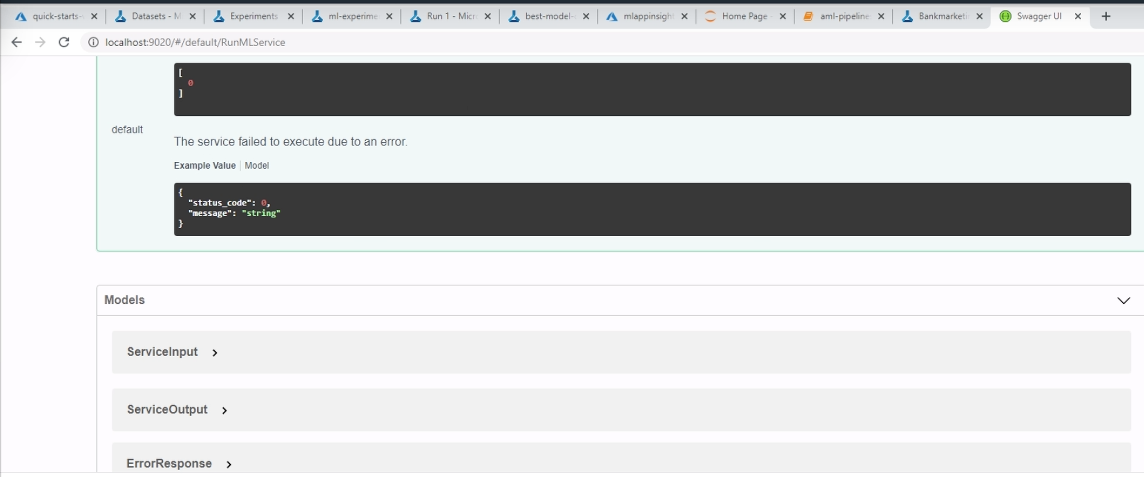 quick-starts- Datasets - M Experiments ml-experime Run 1 - Micr best-model- mlappinsigh Home Page - aml-pipeline Bankmarketi Swagger UI
localhost:9020/#/default/RunMLService
[
0
]
default
The service failed to execute due to an error.
Example Value | Model
{
"status_code": 0,
"message": "string"
}
Models
ServiceInput
ServiceOutput
ErrorResponse